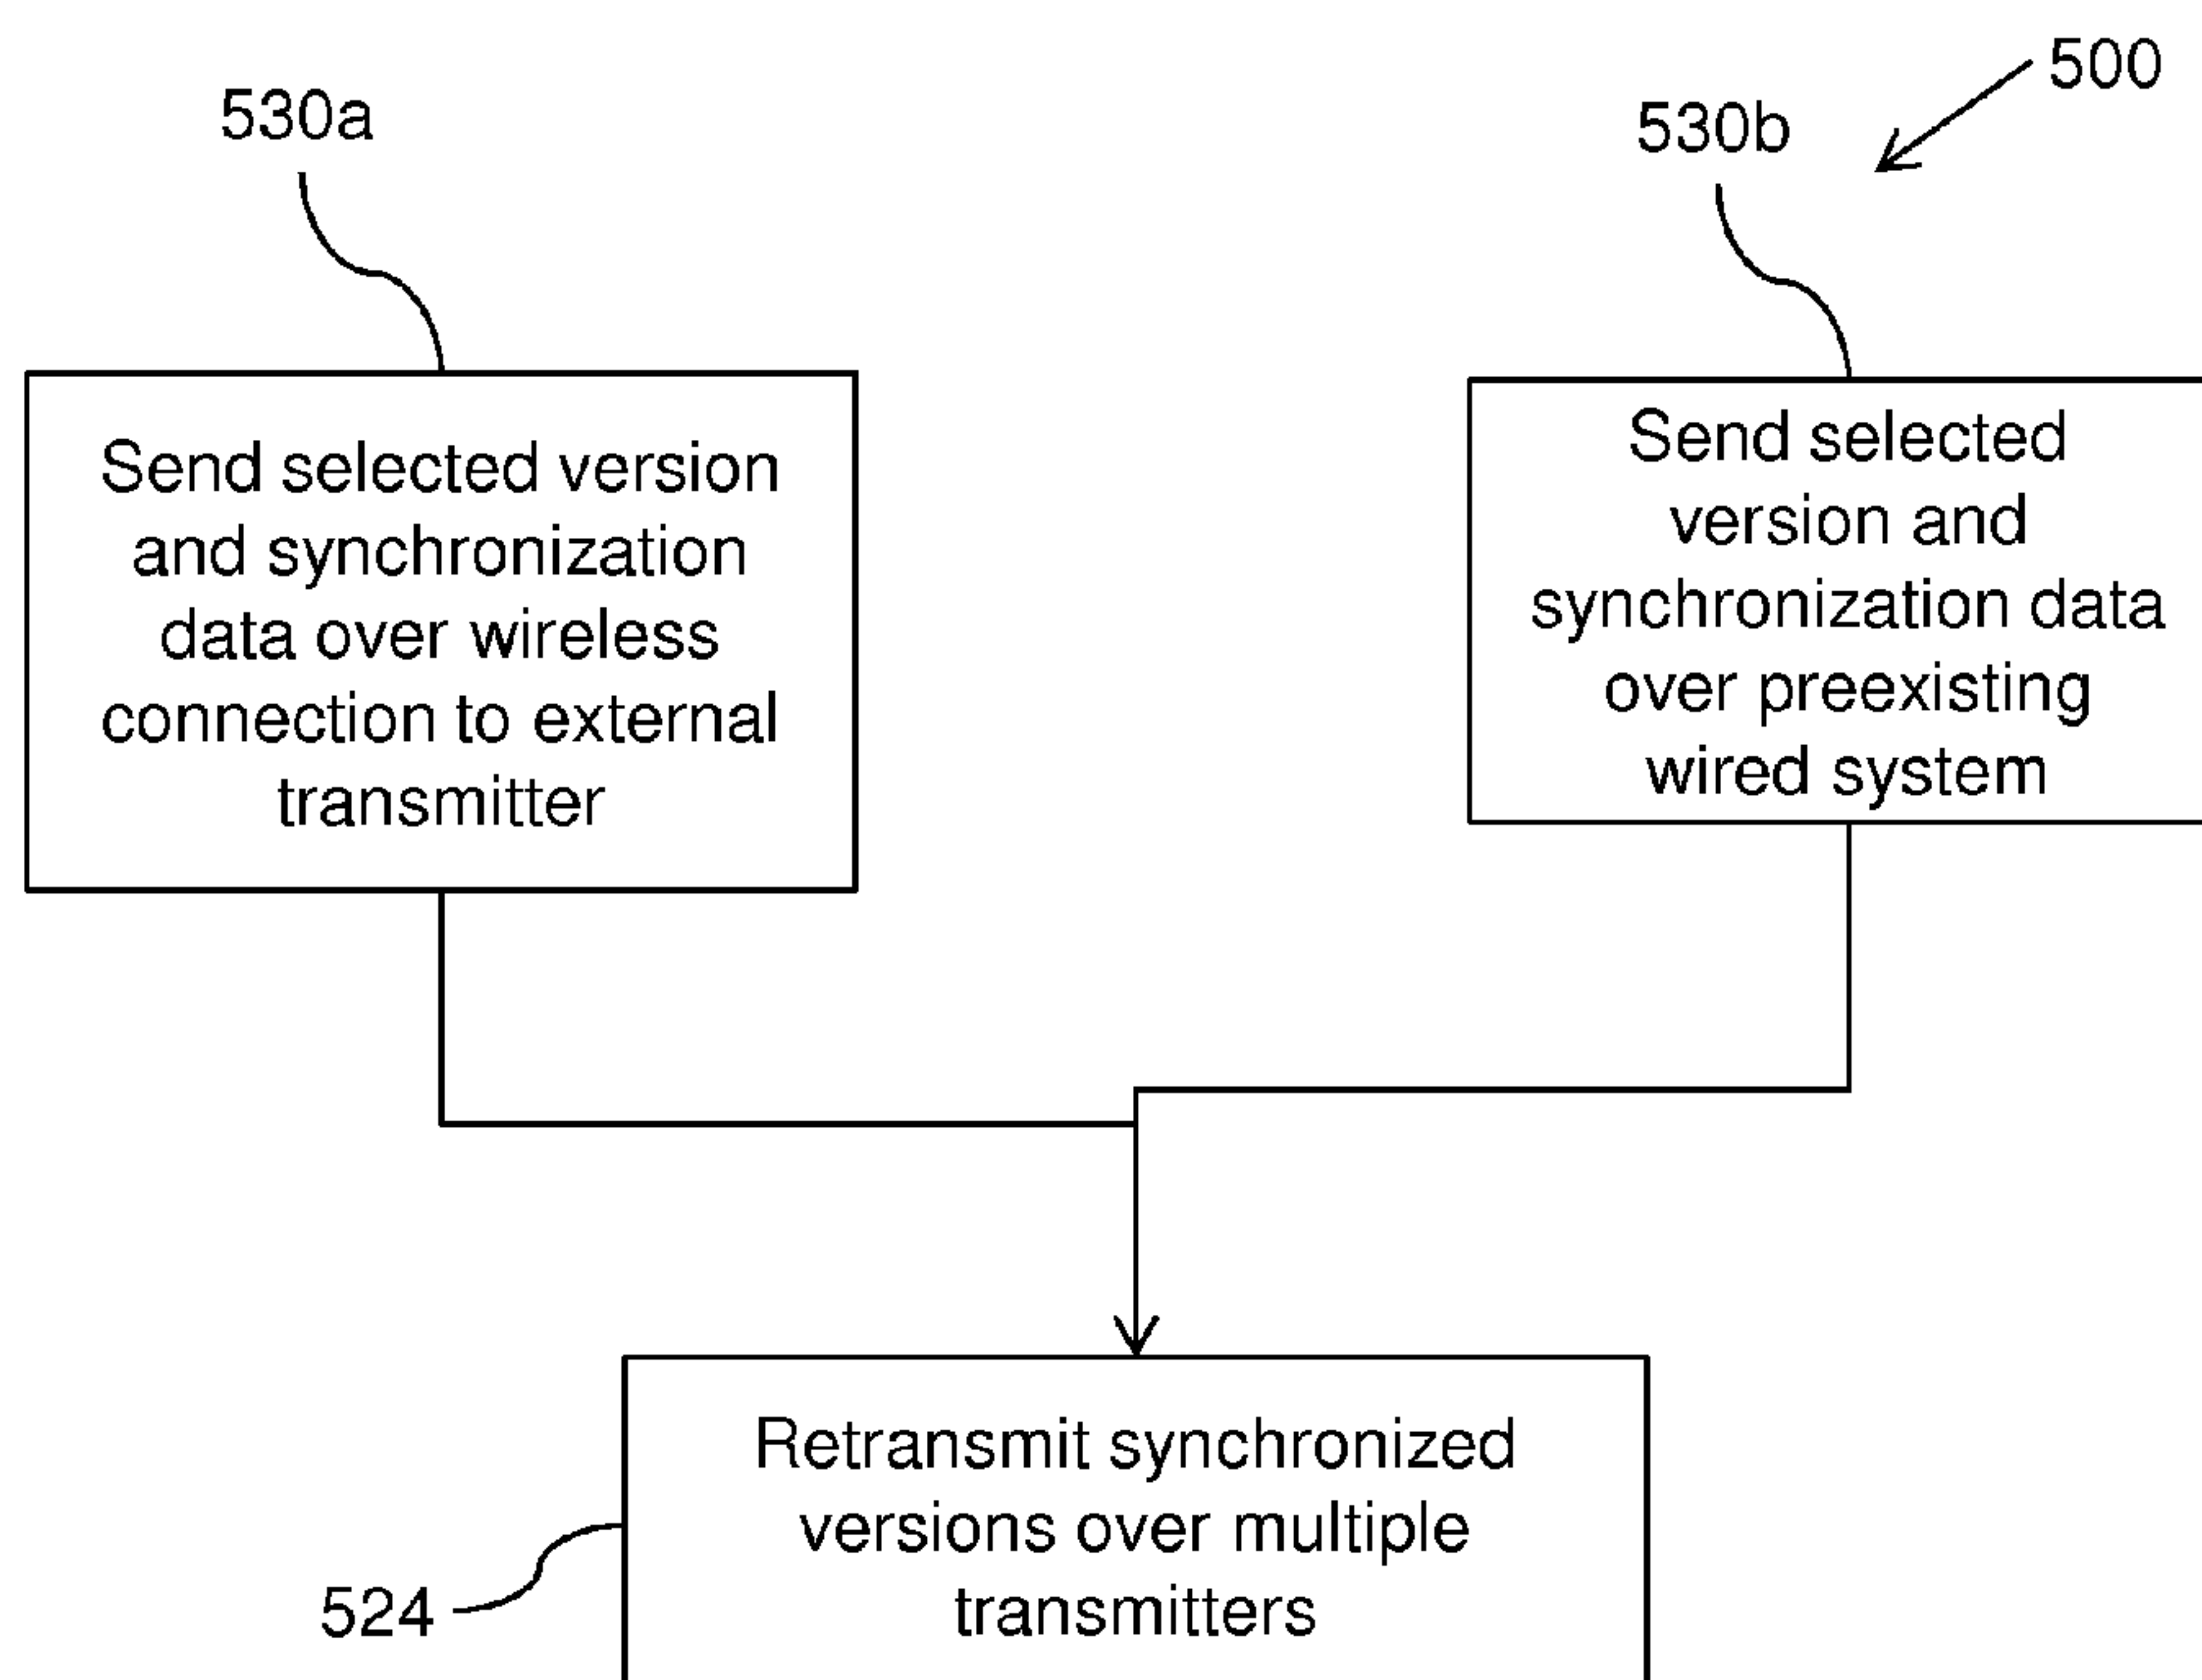 500
530a
530b
Send selected version
and synchronization
data over wireless
connection to external
transmitter
Send selected
version and
synchronization data
over preexisting
wired system
Retransmit synchronized
versions over multiple
transmitters
524